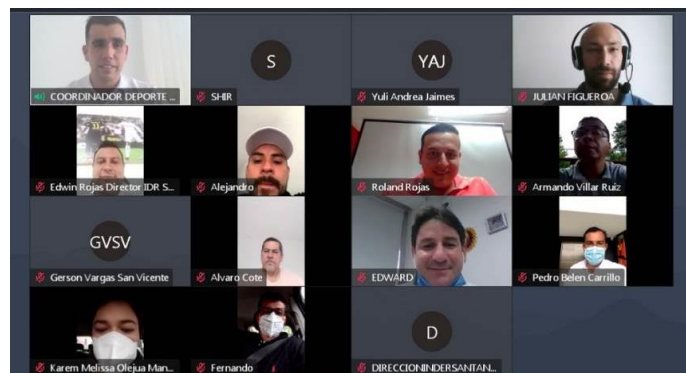 COORDINADOR DEPORTE ...
S
SHIR
YAJ
Yuli Andrea Jaimes
JULIAN FIGUEROA
Edwin Rojas Director IDR S...
Alejandro
Roland Rojas
Armando Villar Ruiz
GVSV
Gerson Vargas San Vicente
Alvaro Cote
EDWARD
Pedro Belen Carrillo
Karem Melissa Olejua Man...
Fernando
D
DIRECCIONINDERSANTAN...